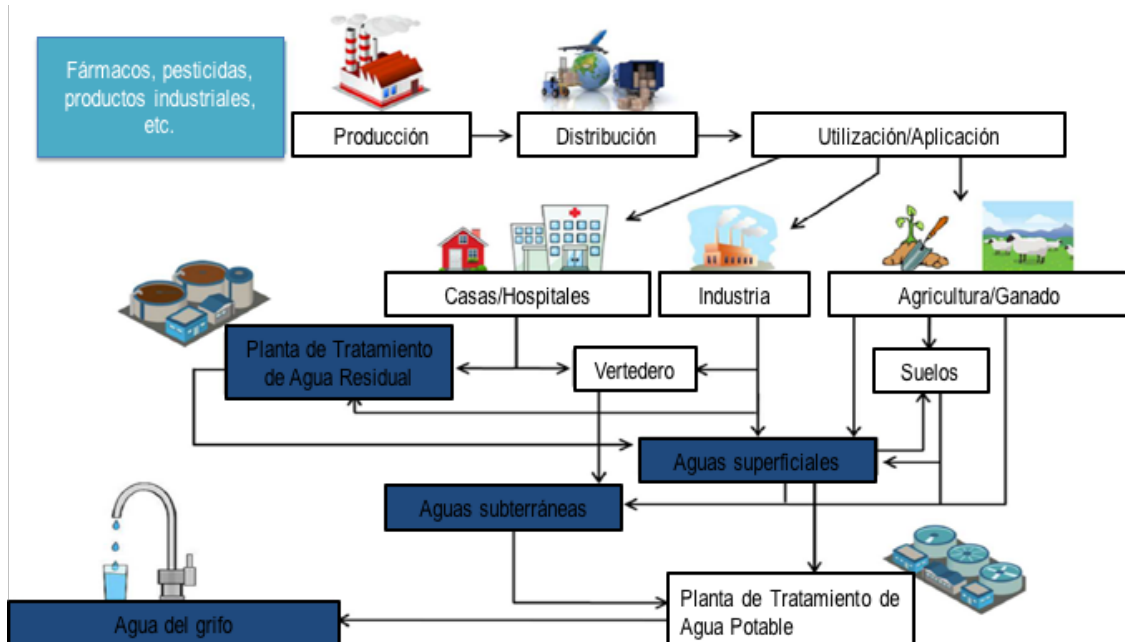 Fármacos, pesticidas,
productos industriales,
etc.
Producción
Distribución
Utilización/Aplicación
Casas/Hospitales
Industria
Agricultura/Ganado
Planta de Tratamiento
de Agua Residual
Vertedero
Suelos
Aguas superficiales
Aguas subterráneas
Planta de Tratamiento de
Agua Potable
Agua del grifo